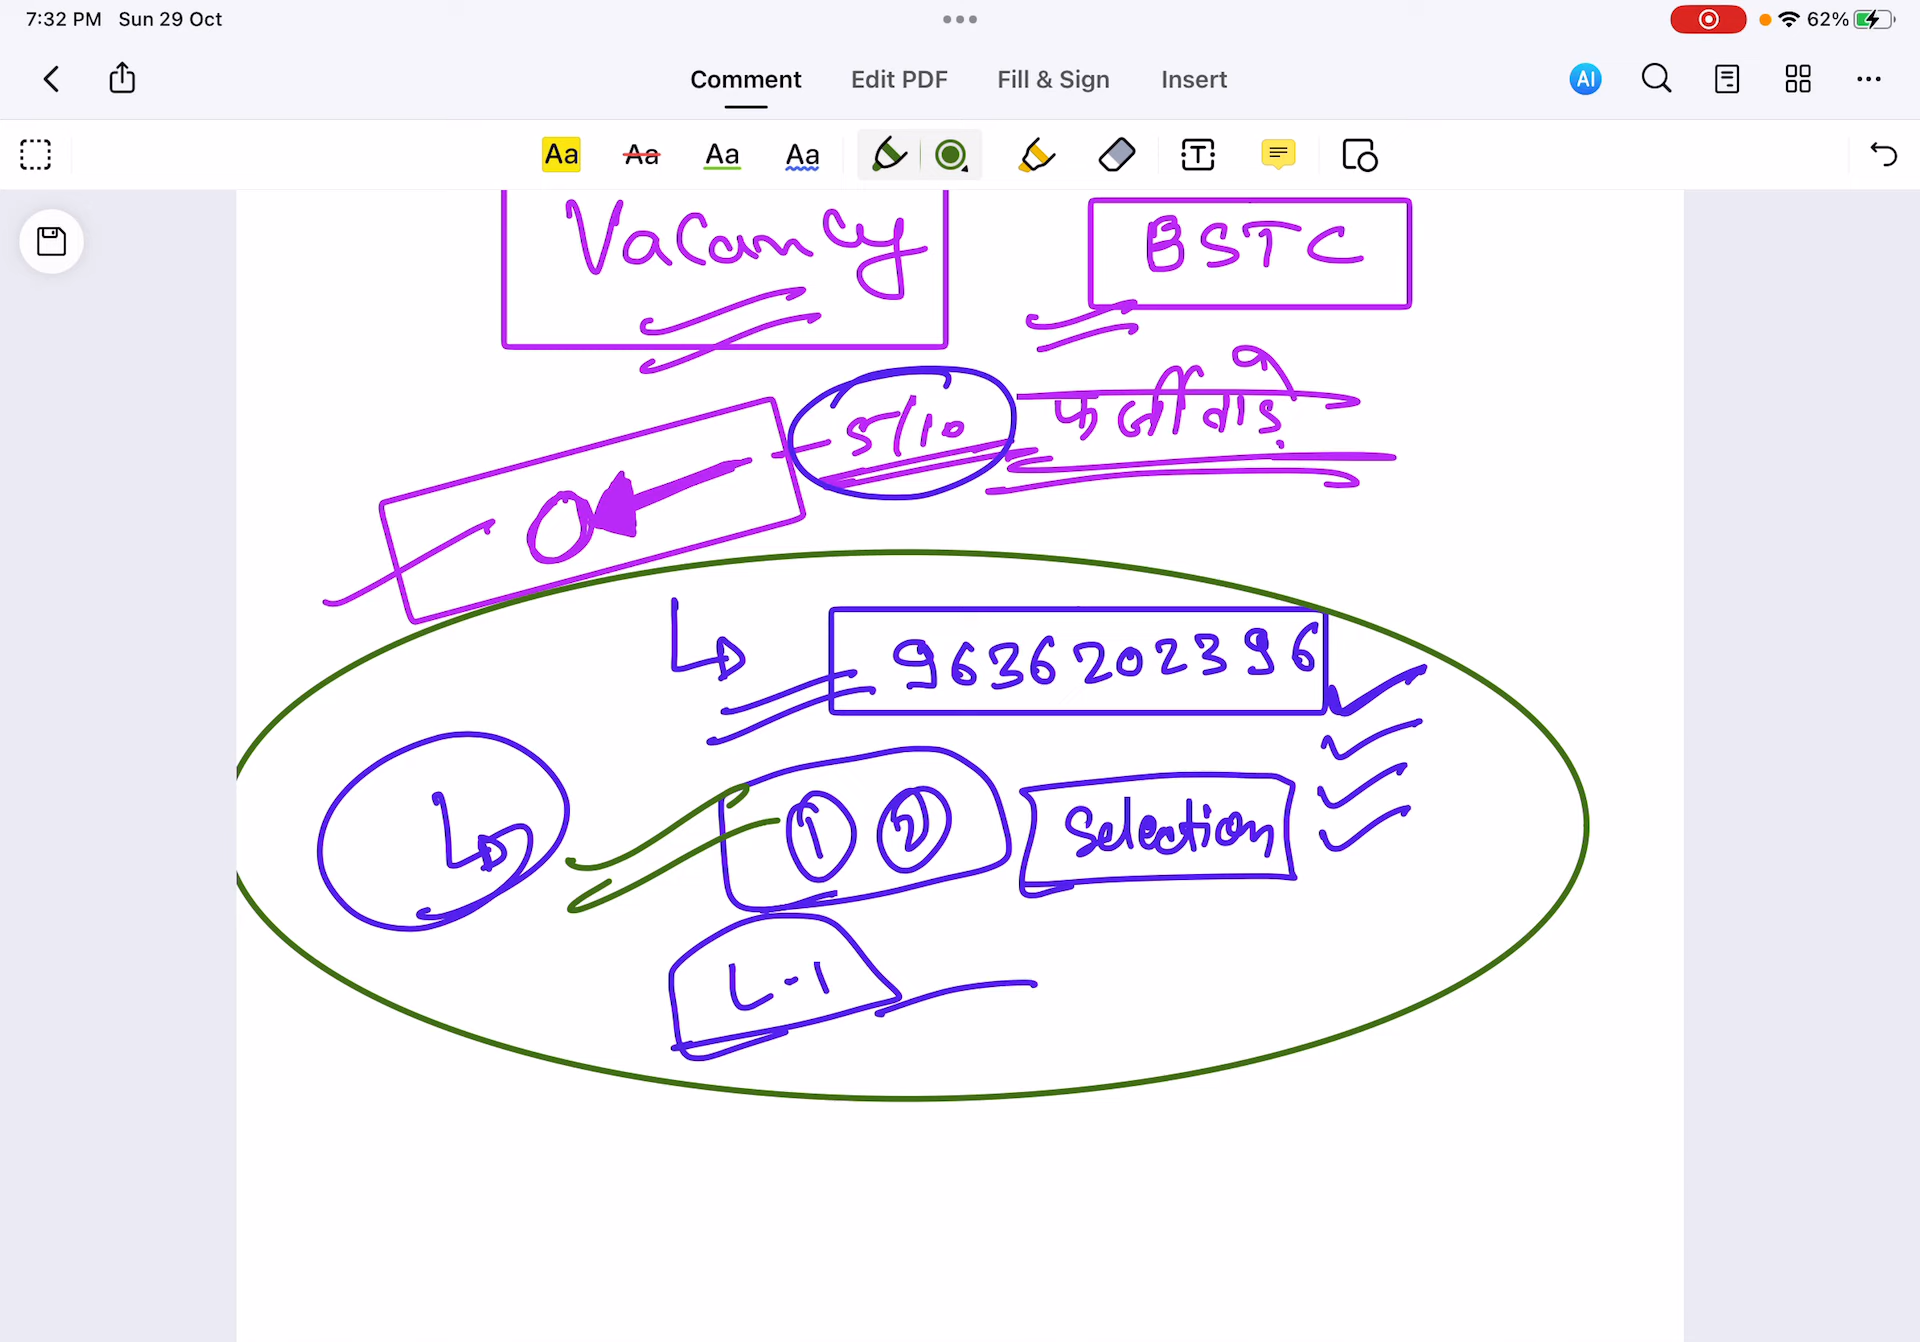 7:32 PM Sun 29 Oct
62%
Comment Edit PDF Fill & Sign Insert
AI
Aa Aa Aa Aa T
Vacancy BSTC
5/10 फर्जीवाड़े
0
9636202396
1 2 Selection
L-1